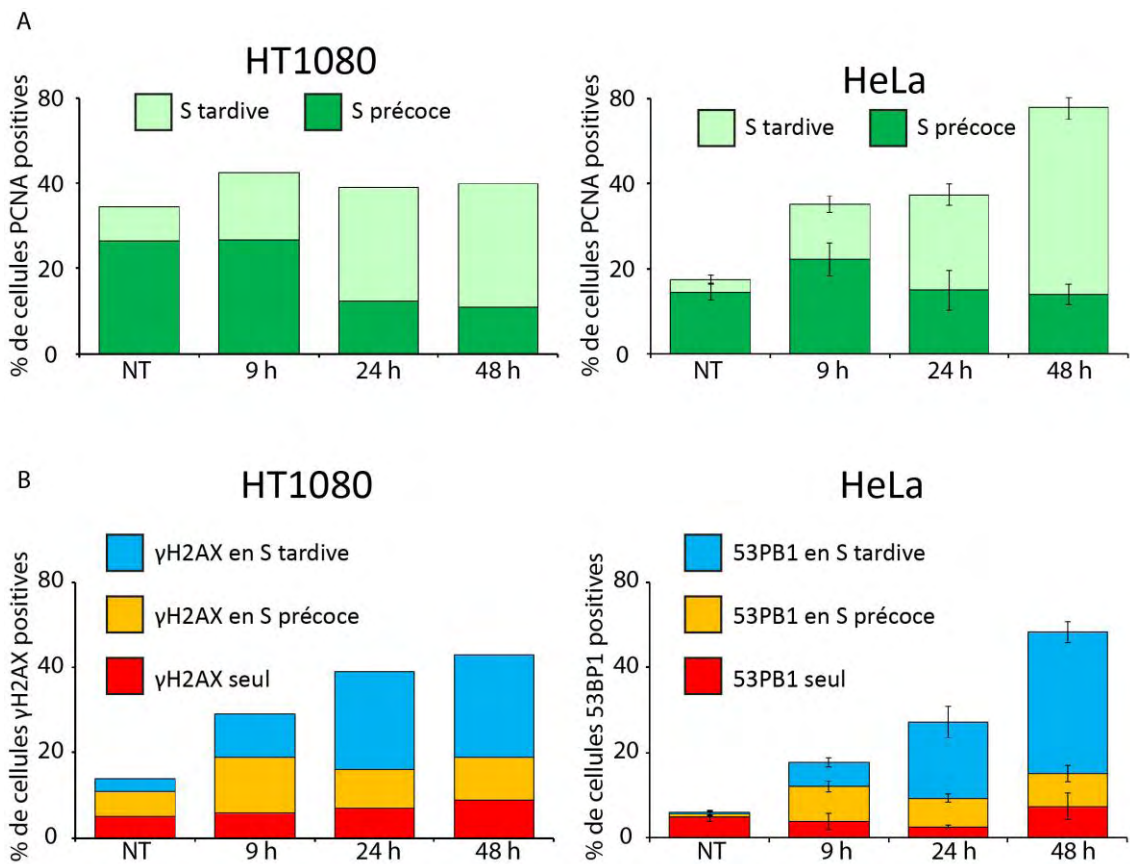 A
HT1080
HeLa
% de cellules PCNA positives
80
40
20
0
S tardive
S précoce
NT
9 h
24 h
48 h
% de cellules PCNA positives
80
40
20
0
S tardive
S précoce
NT
9 h
24 h
48 h
B
HT1080
HeLa
% de cellules γH2AX positives
80
40
20
0
γH2AX en S tardive
γH2AX en S précoce
γH2AX seul
NT
9 h
24 h
48 h
% de cellules 53BP1 positives
80
40
20
0
53PB1 en S tardive
53PB1 en S précoce
53PB1 seul
NT
9 h
24 h
48 h